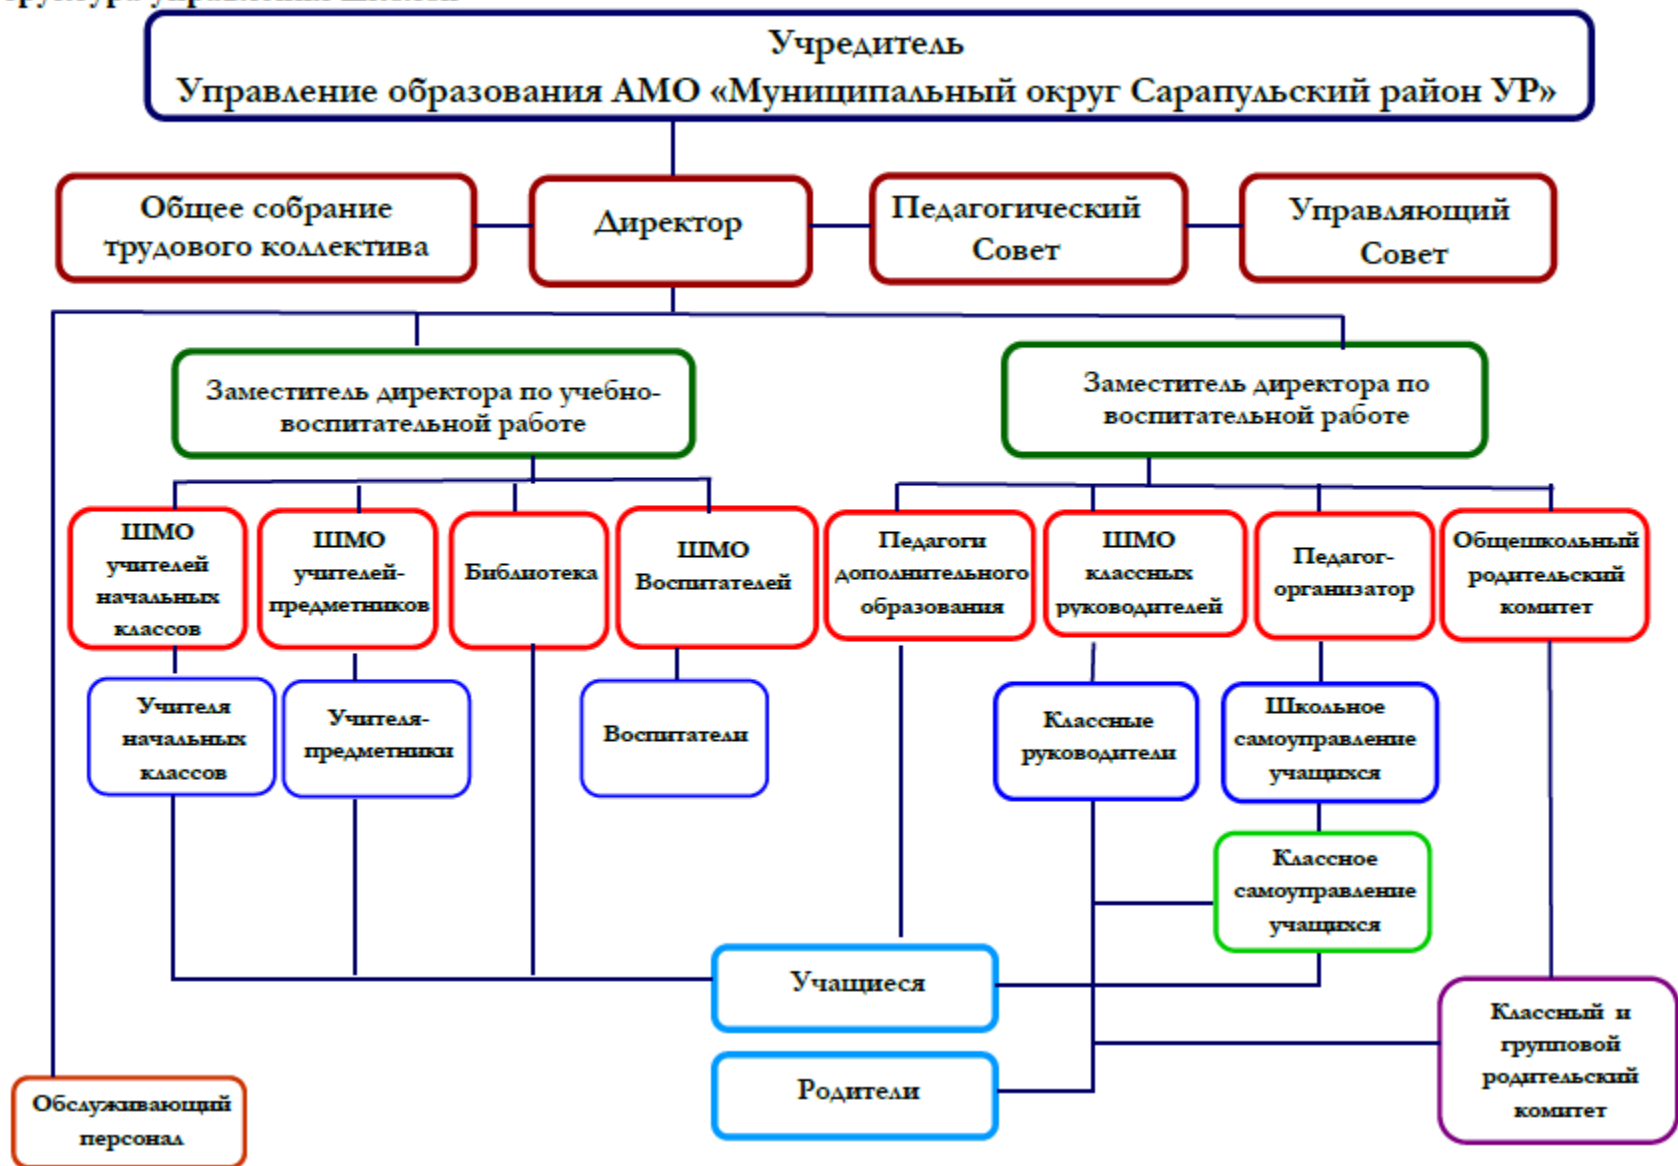 Учредитель
Управление образования АМО «Муниципальный округ Сарапульский район УР»
Общее собрание
трудового коллектива
Директор
Педагогический
Совет
Управляющий
Совет
Заместитель директора по учебно-
воспитательной работе
Заместитель директора по
воспитательной работе
ШМО
учителей
начальных
классов
ШМО
учителей-
предметников
Библиотека
ШМО
Воспитателей
Педагоги
дополнительного
образования
ШМО
классных
руководителей
Педагог-
организатор
Общешкольный
родительский
комитет
Учителя
начальных
классов
Учителя-
предметники
Воспитатели
Классные
руководители
Школьное
самоуправление
учащихся
Классное
самоуправление
учащихся
Учащиеся
Классный и
групповой
родительский
комитет
Родители
Обслуживающий
персонал